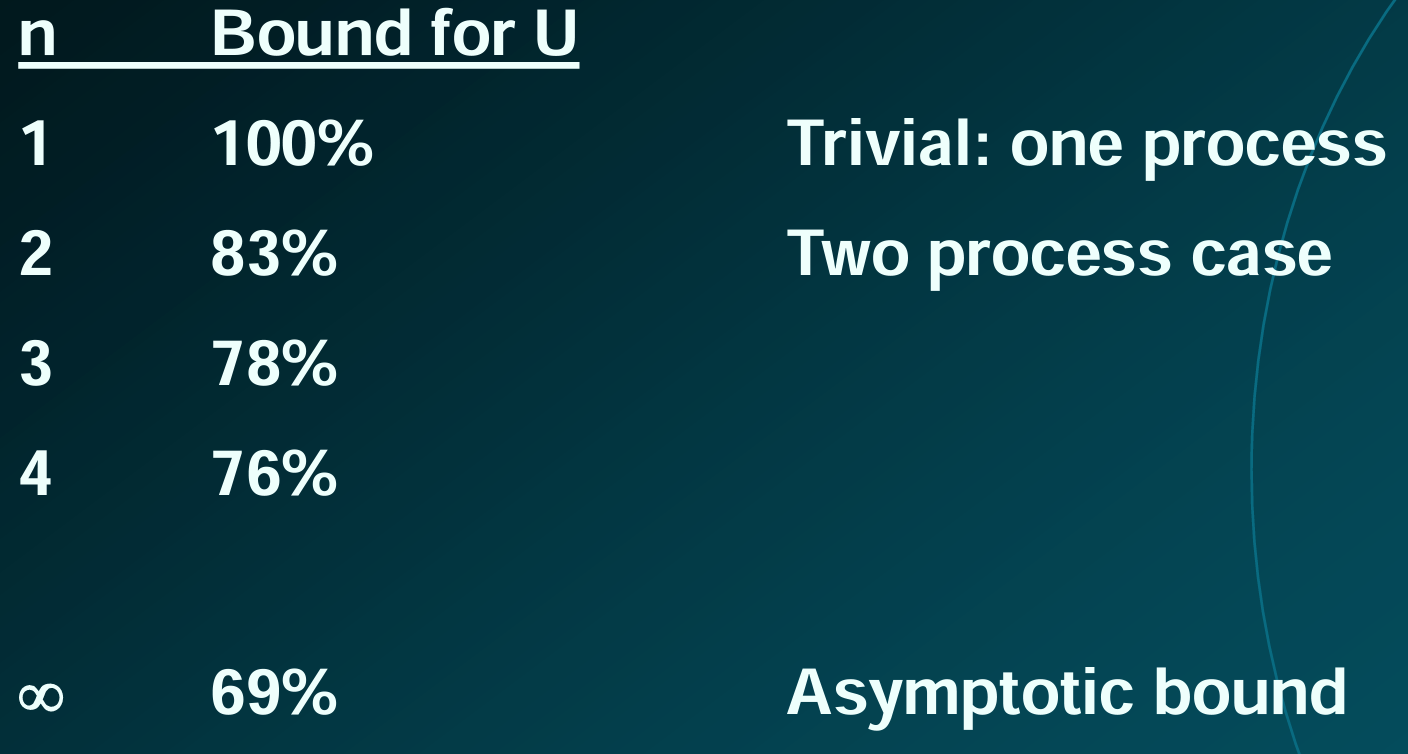 n Bound for U
1 100% Trivial: one process
2 83% Two process case
3 78%
4 76%
∞ 69% Asymptotic bound